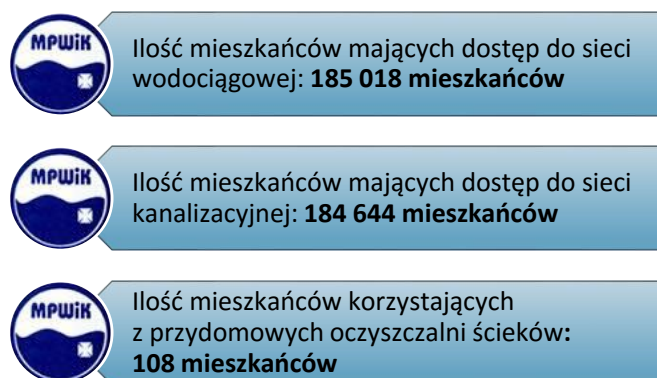 MPWiK
Ilość mieszkańców mających dostęp do sieci
wodociągowej: 185 018 mieszkańców
MPWiK
Ilość mieszkańców mających dostęp do sieci
kanalizacyjnej: 184 644 mieszkańców
MPWiK
Ilość mieszkańców korzystających
z przydomowych oczyszczalni ścieków:
108 mieszkańców